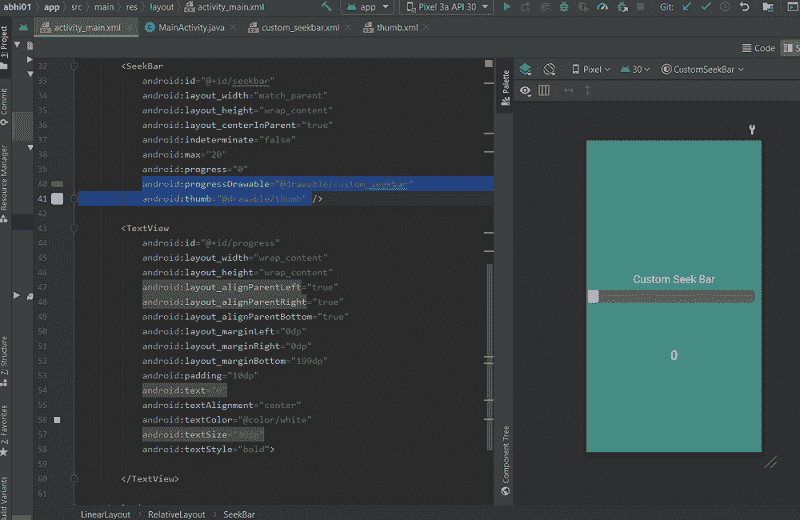 abhi01 › app › src › main › res › layout › activity_main.xml
app
Pixel 3a API 30
Git:
activity_main.xml
MainActivity.java
custom_seekbar.xml
thumb.xml
1: Project
Commit
Resource Manager
7: Structure
2: Favorites
Build Variants
Code
Palette
Pixel
30
CustomSeekBar
32 <SeekBar
33 android:id="@+id/seekbar"
34 android:layout_width="match_parent"
35 android:layout_height="wrap_content"
36 android:layout_centerInParent="true"
37 android:indeterminate="false"
38 android:max="20"
39 android:progress="0"
40 android:progressDrawable="@drawable/custom_seekbar"
41 android:thumb="@drawable/thumb" />
42
43 <TextView
44 android:id="@+id/progress"
45 android:layout_width="wrap_content"
46 android:layout_height="wrap_content"
47 android:layout_alignParentLeft="true"
48 android:layout_alignParentRight="true"
49 android:layout_alignParentBottom="true"
50 android:layout_marginLeft="0dp"
51 android:layout_marginRight="0dp"
52 android:layout_marginBottom="199dp"
53 android:padding="10dp"
54 android:text="0"
55 android:textAlignment="center"
56 android:textColor="@color/white"
57 android:textSize="30dp"
58 android:textStyle="bold">
59
60 </TextView>
61
Custom Seek Bar
0
Component Tree
LinearLayout › RelativeLayout › SeekBar